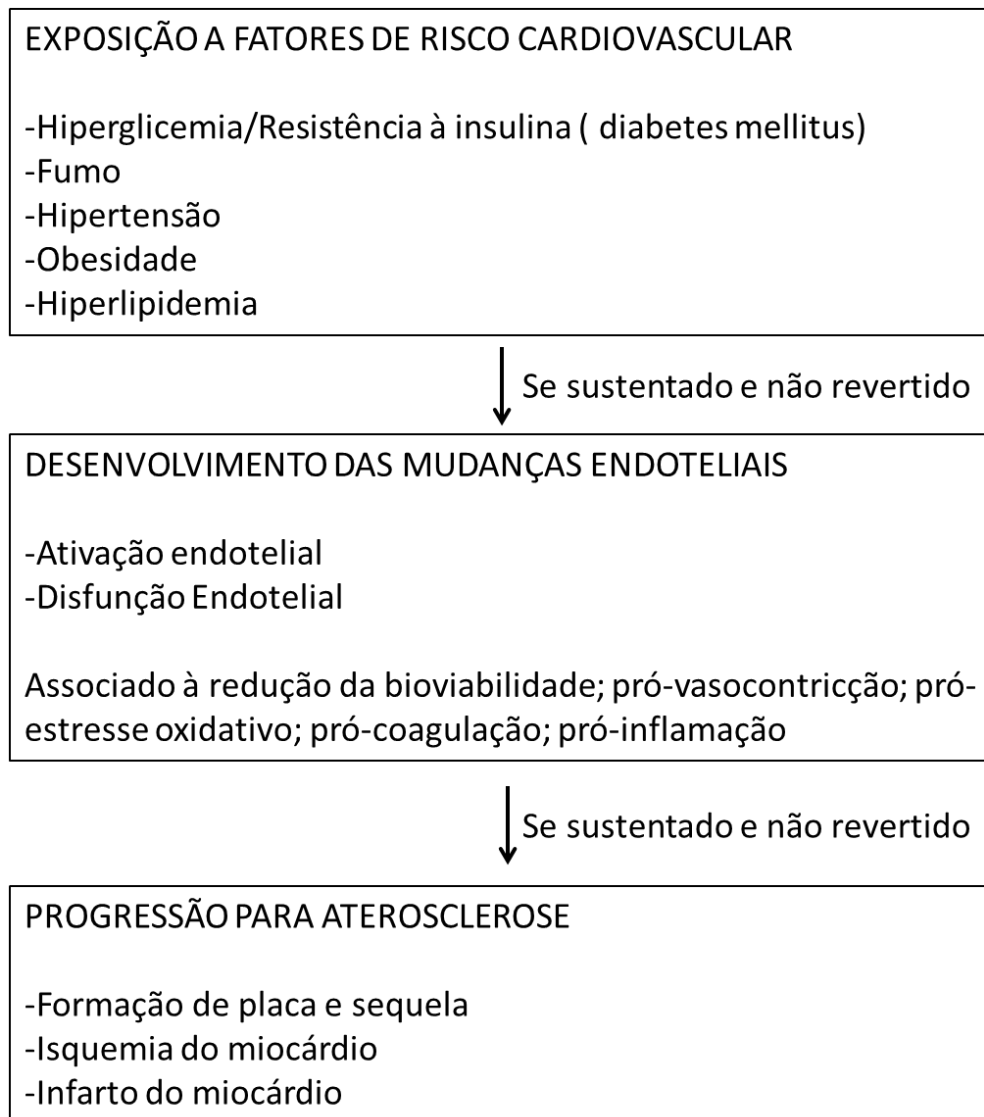 EXPOSIÇÃO A FATORES DE RISCO CARDIOVASCULAR
-Hiperglicemia/Resistência à insulina ( diabetes mellitus)
-Fumo
-Hipertensão
-Obesidade
-Hiperlipidemia
Se sustentado e não revertido
DESENVOLVIMENTO DAS MUDANÇAS ENDOTELIAIS
-Ativação endotelial
-Disfunção Endotelial
Associado à redução da bioviabilidade; pró-vasocontricção; pró-
estresse oxidativo; pró-coagulação; pró-inflamação
Se sustentado e não revertido
PROGRESSÃO PARA ATEROSCLEROSE
-Formação de placa e sequela
-Isquemia do miocárdio
-Infarto do miocárdio